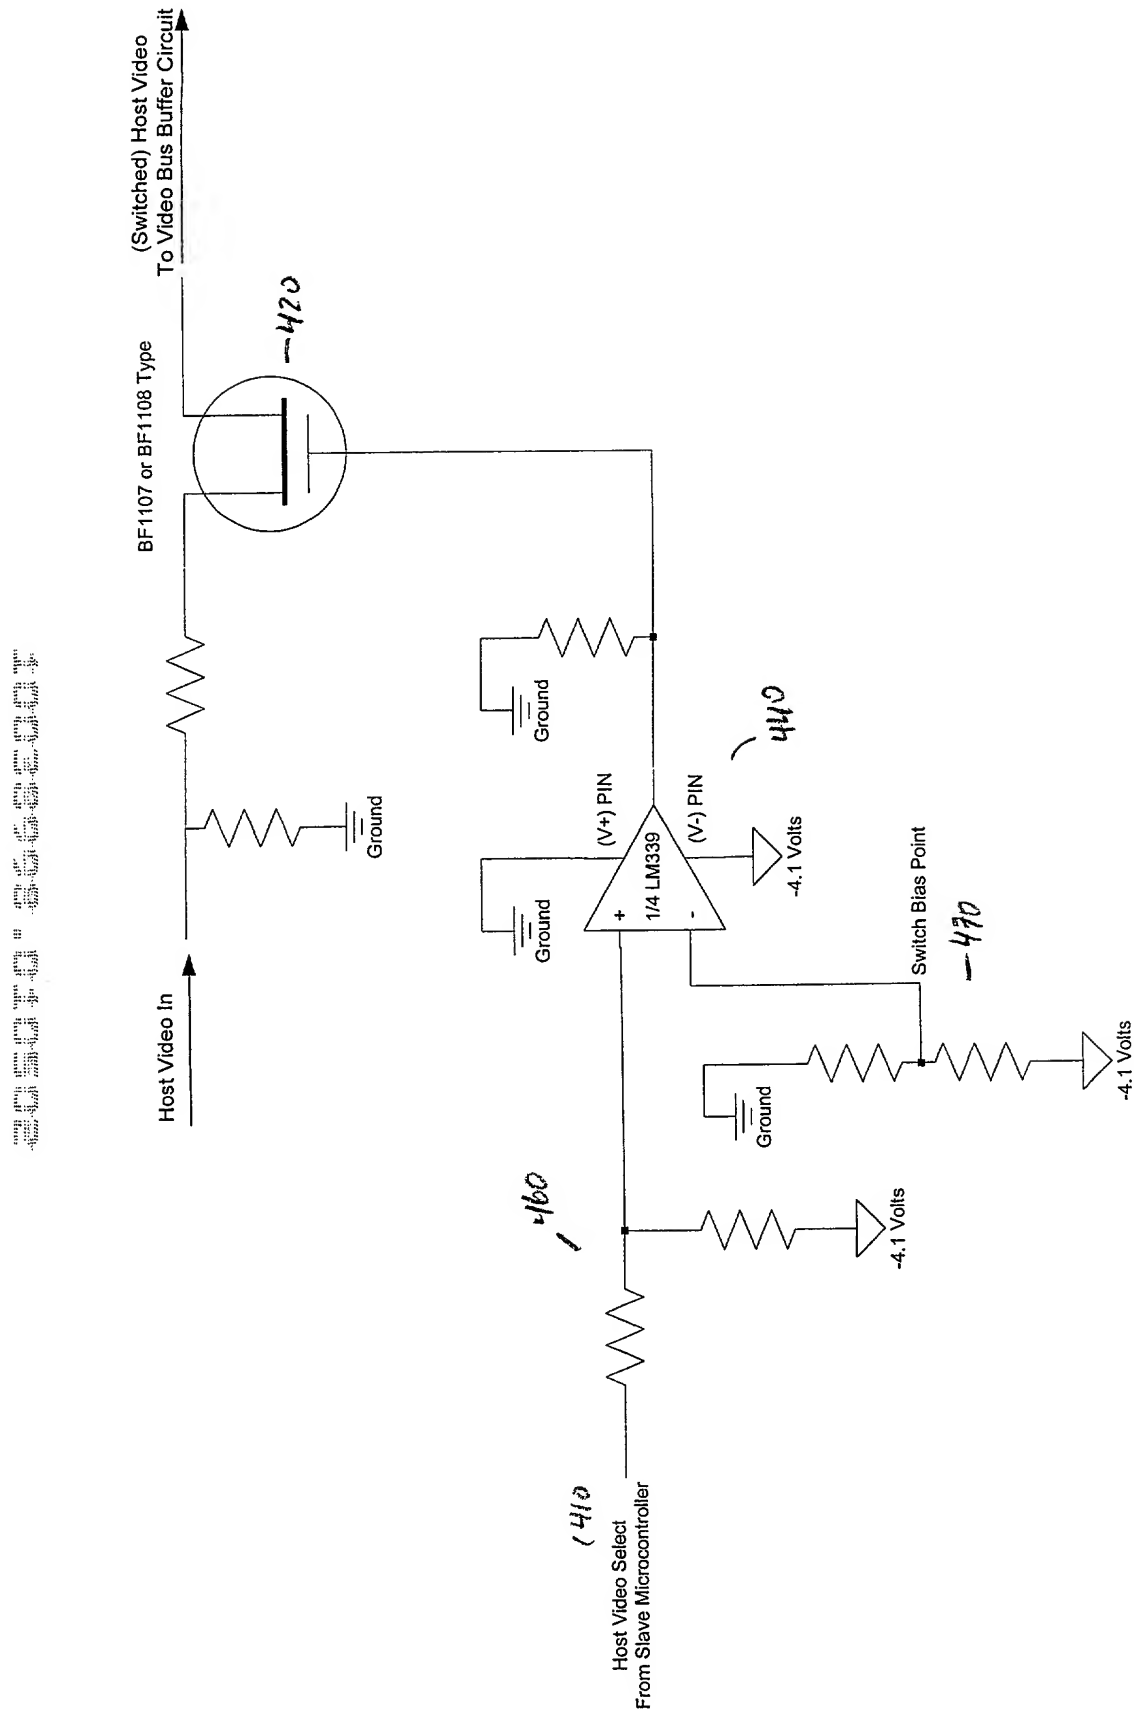 (Switched) Host Video
To Video Bus Buffer Circuit
BF1107 or BF1108 Type
420
Host Video In
Ground
Ground
Ground
(V+) PIN
1/4 LM339
+
-
(V-) PIN
440
-4.1 Volts
460
410
Host Video Select
From Slave Microcontroller
Ground
Switch Bias Point
470
-4.1 Volts
-4.1 Volts